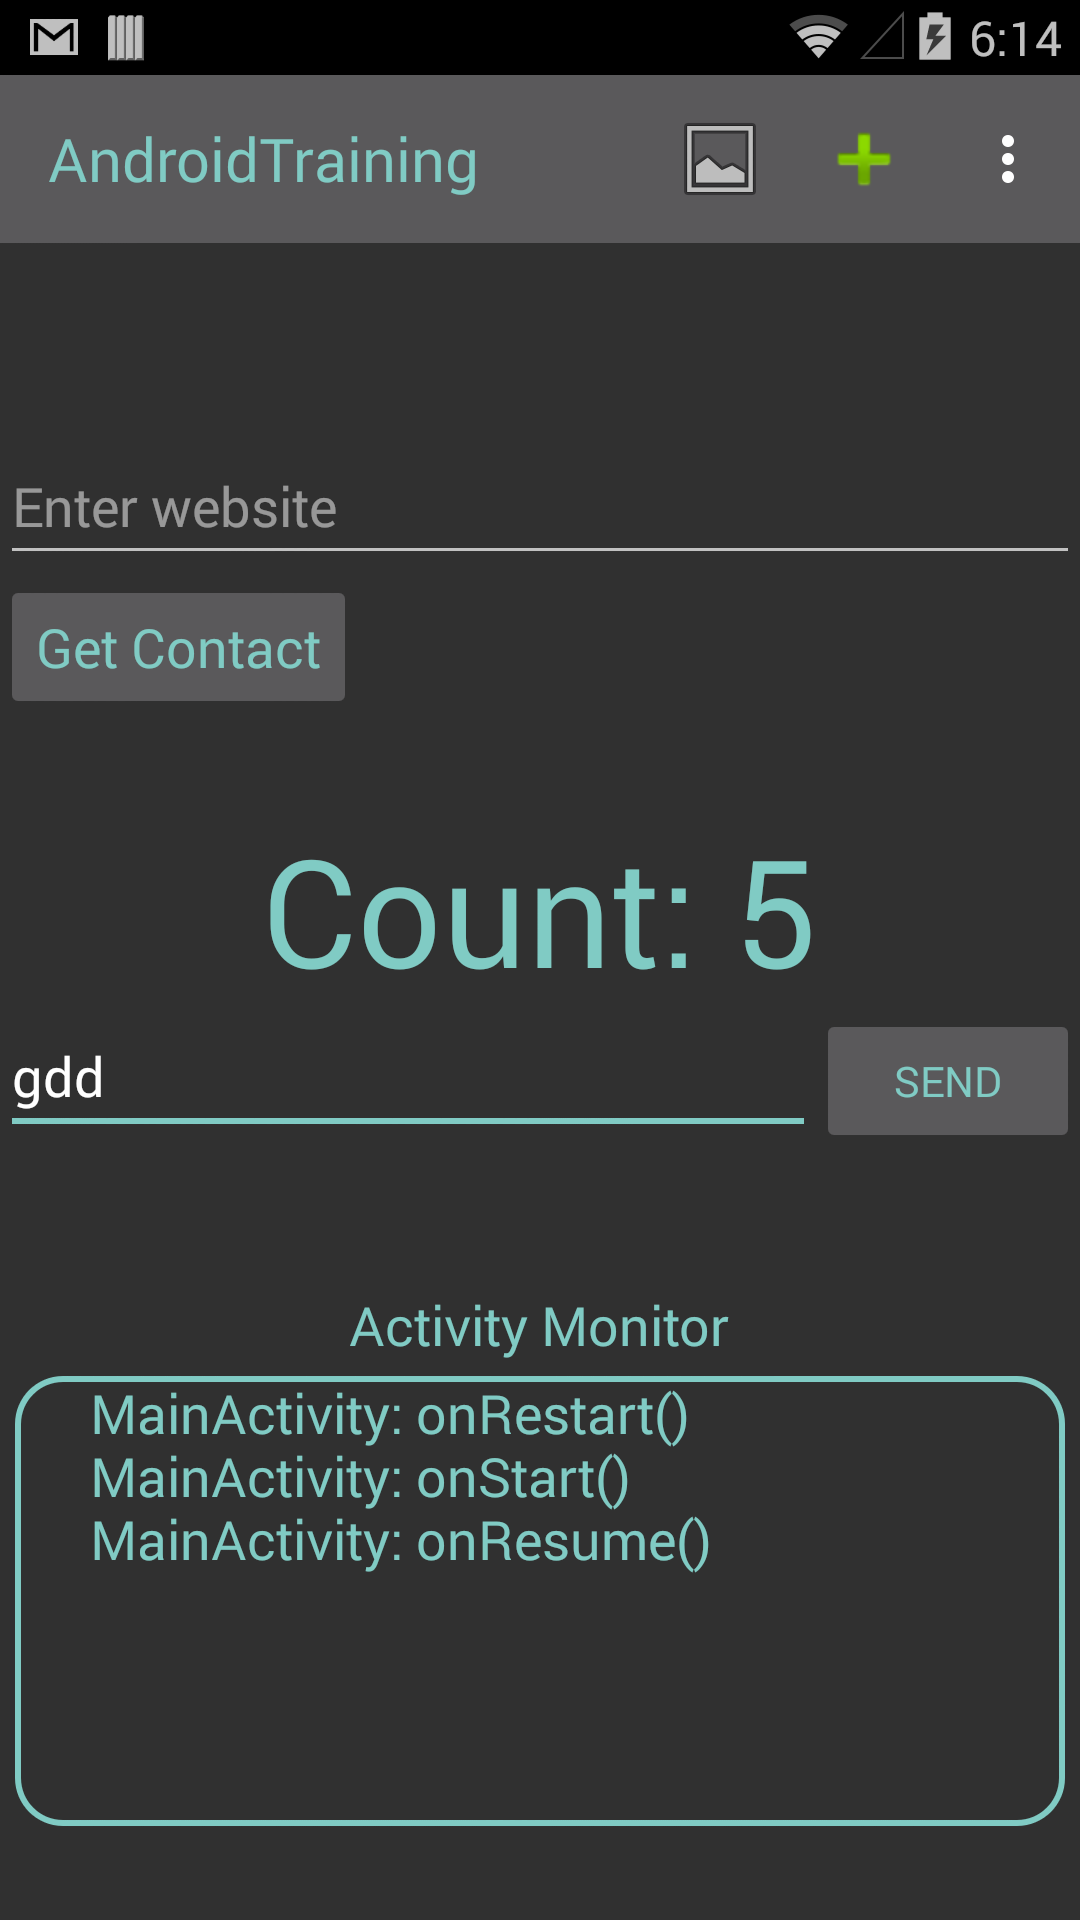 6:14
AndroidTraining
Enter website
Get Contact
Count: 5
gdd
SEND
Activity Monitor
MainActivity: onRestart()
MainActivity: onStart()
MainActivity: onResume()